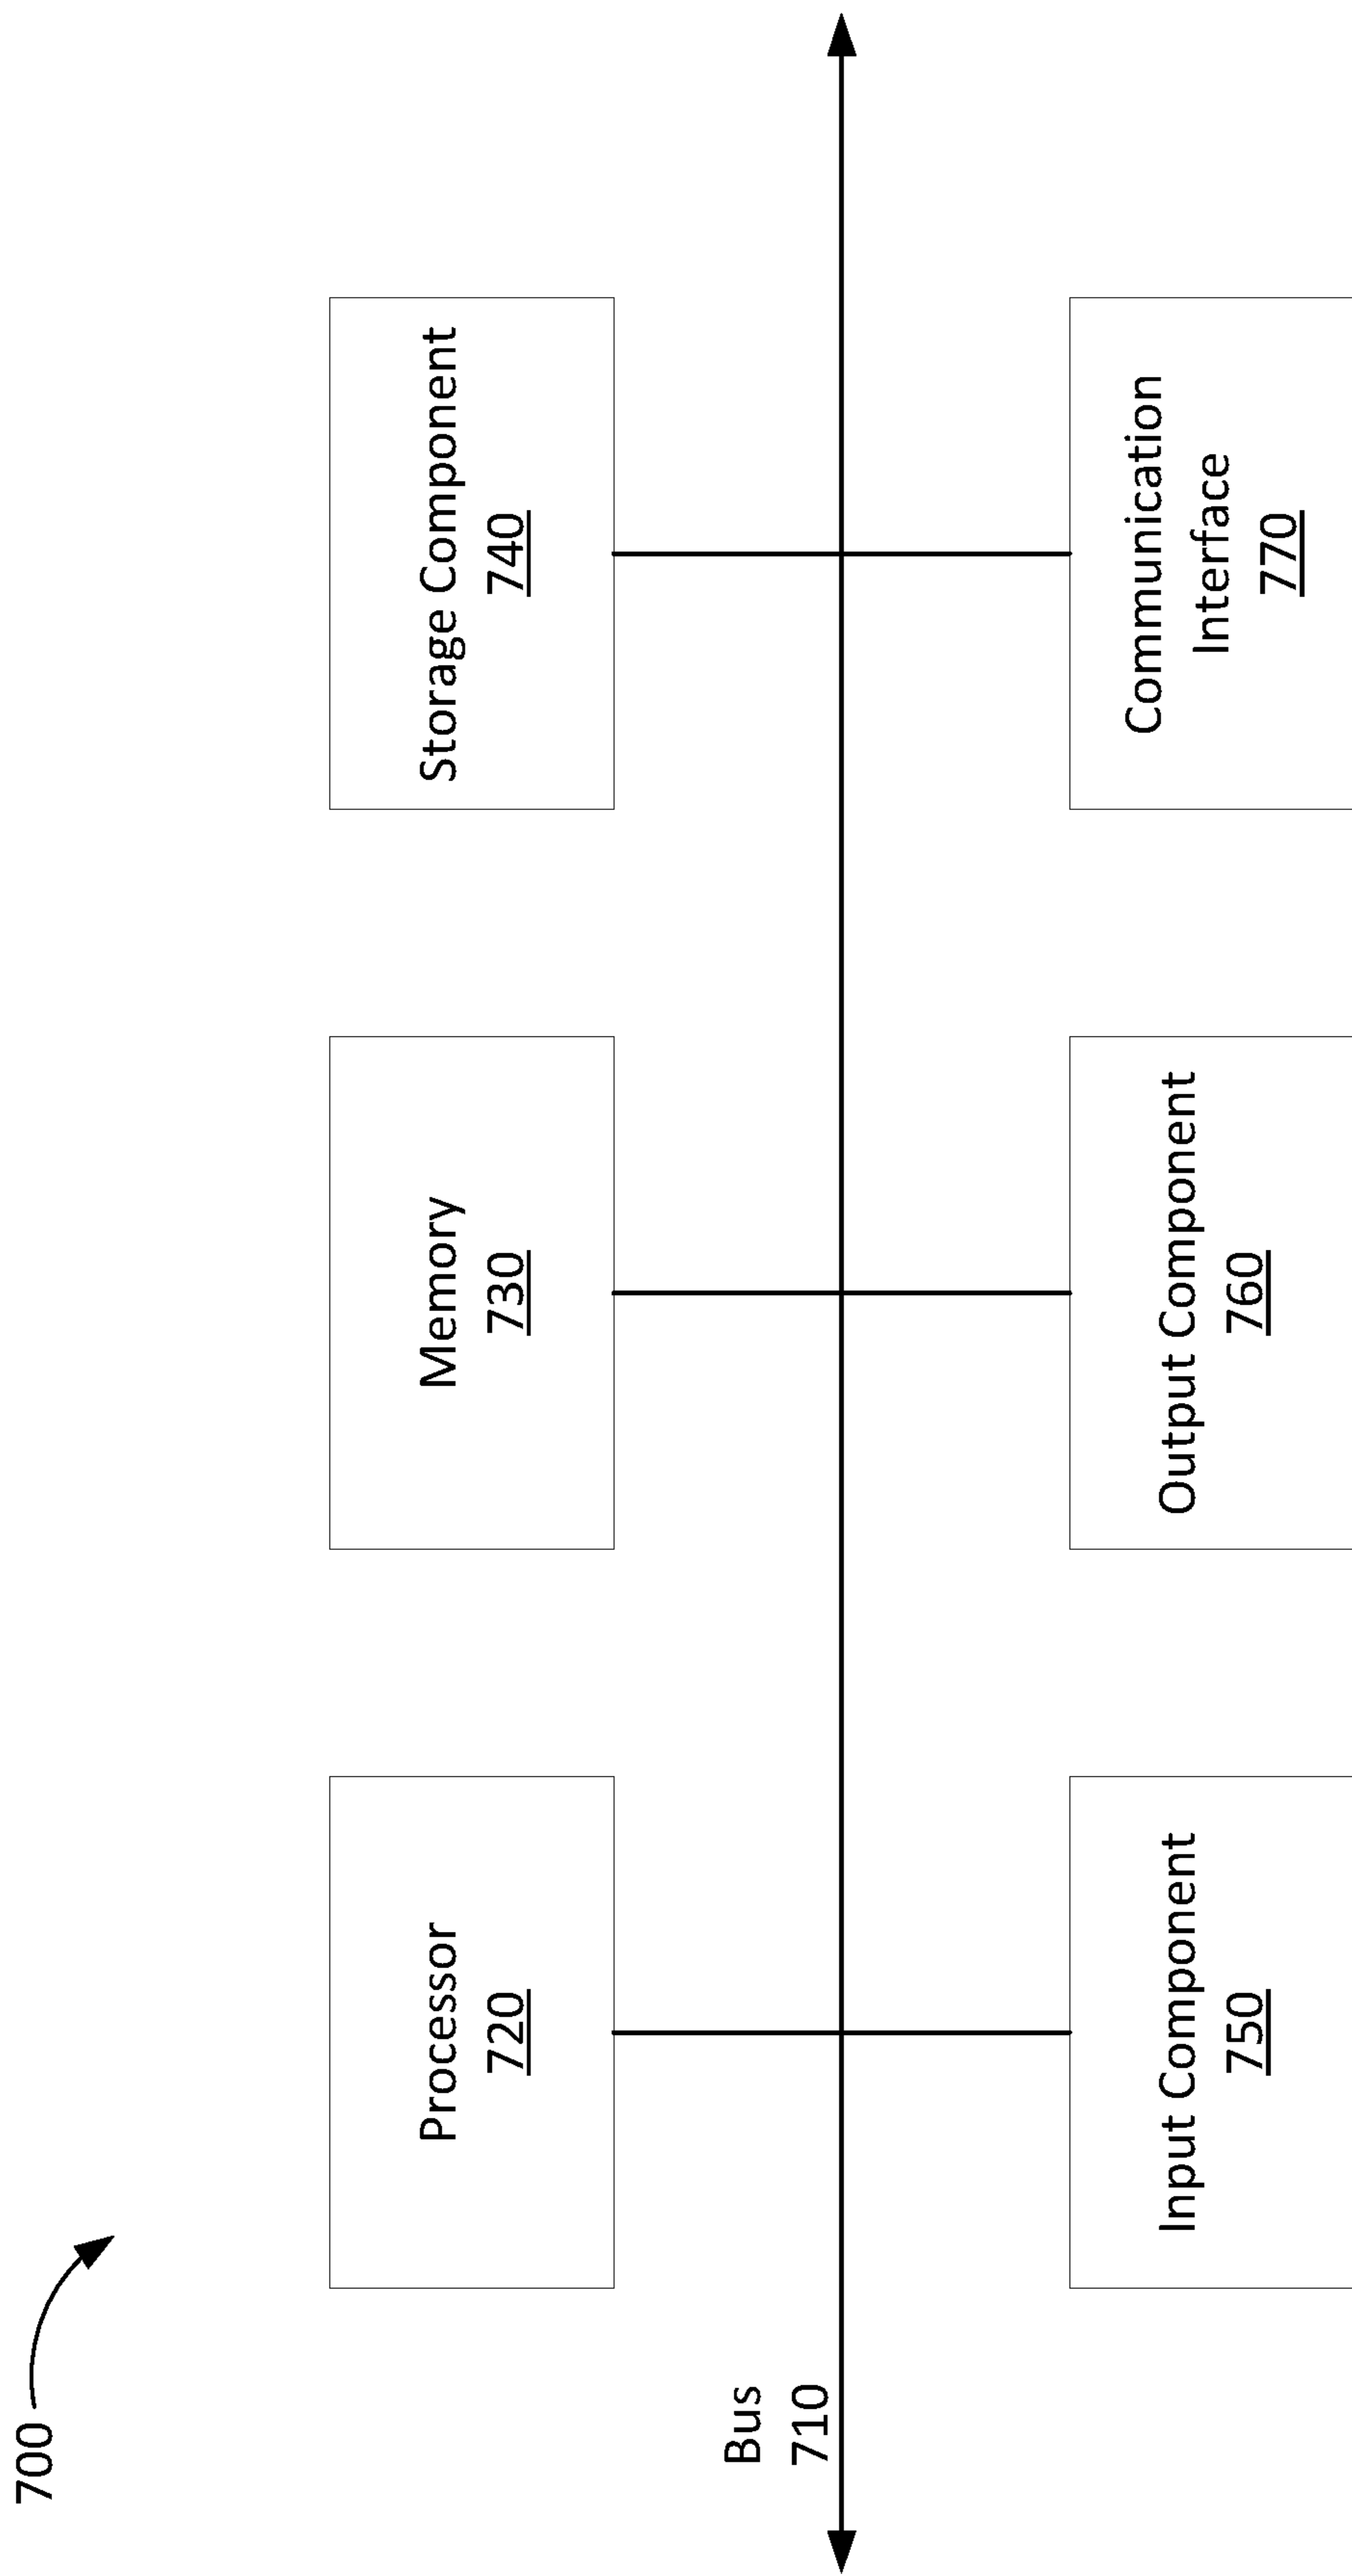 700
Processor
720
Memory
730
Storage Component
740
Bus
710
Input Component
750
Output Component
760
Communication
Interface
770